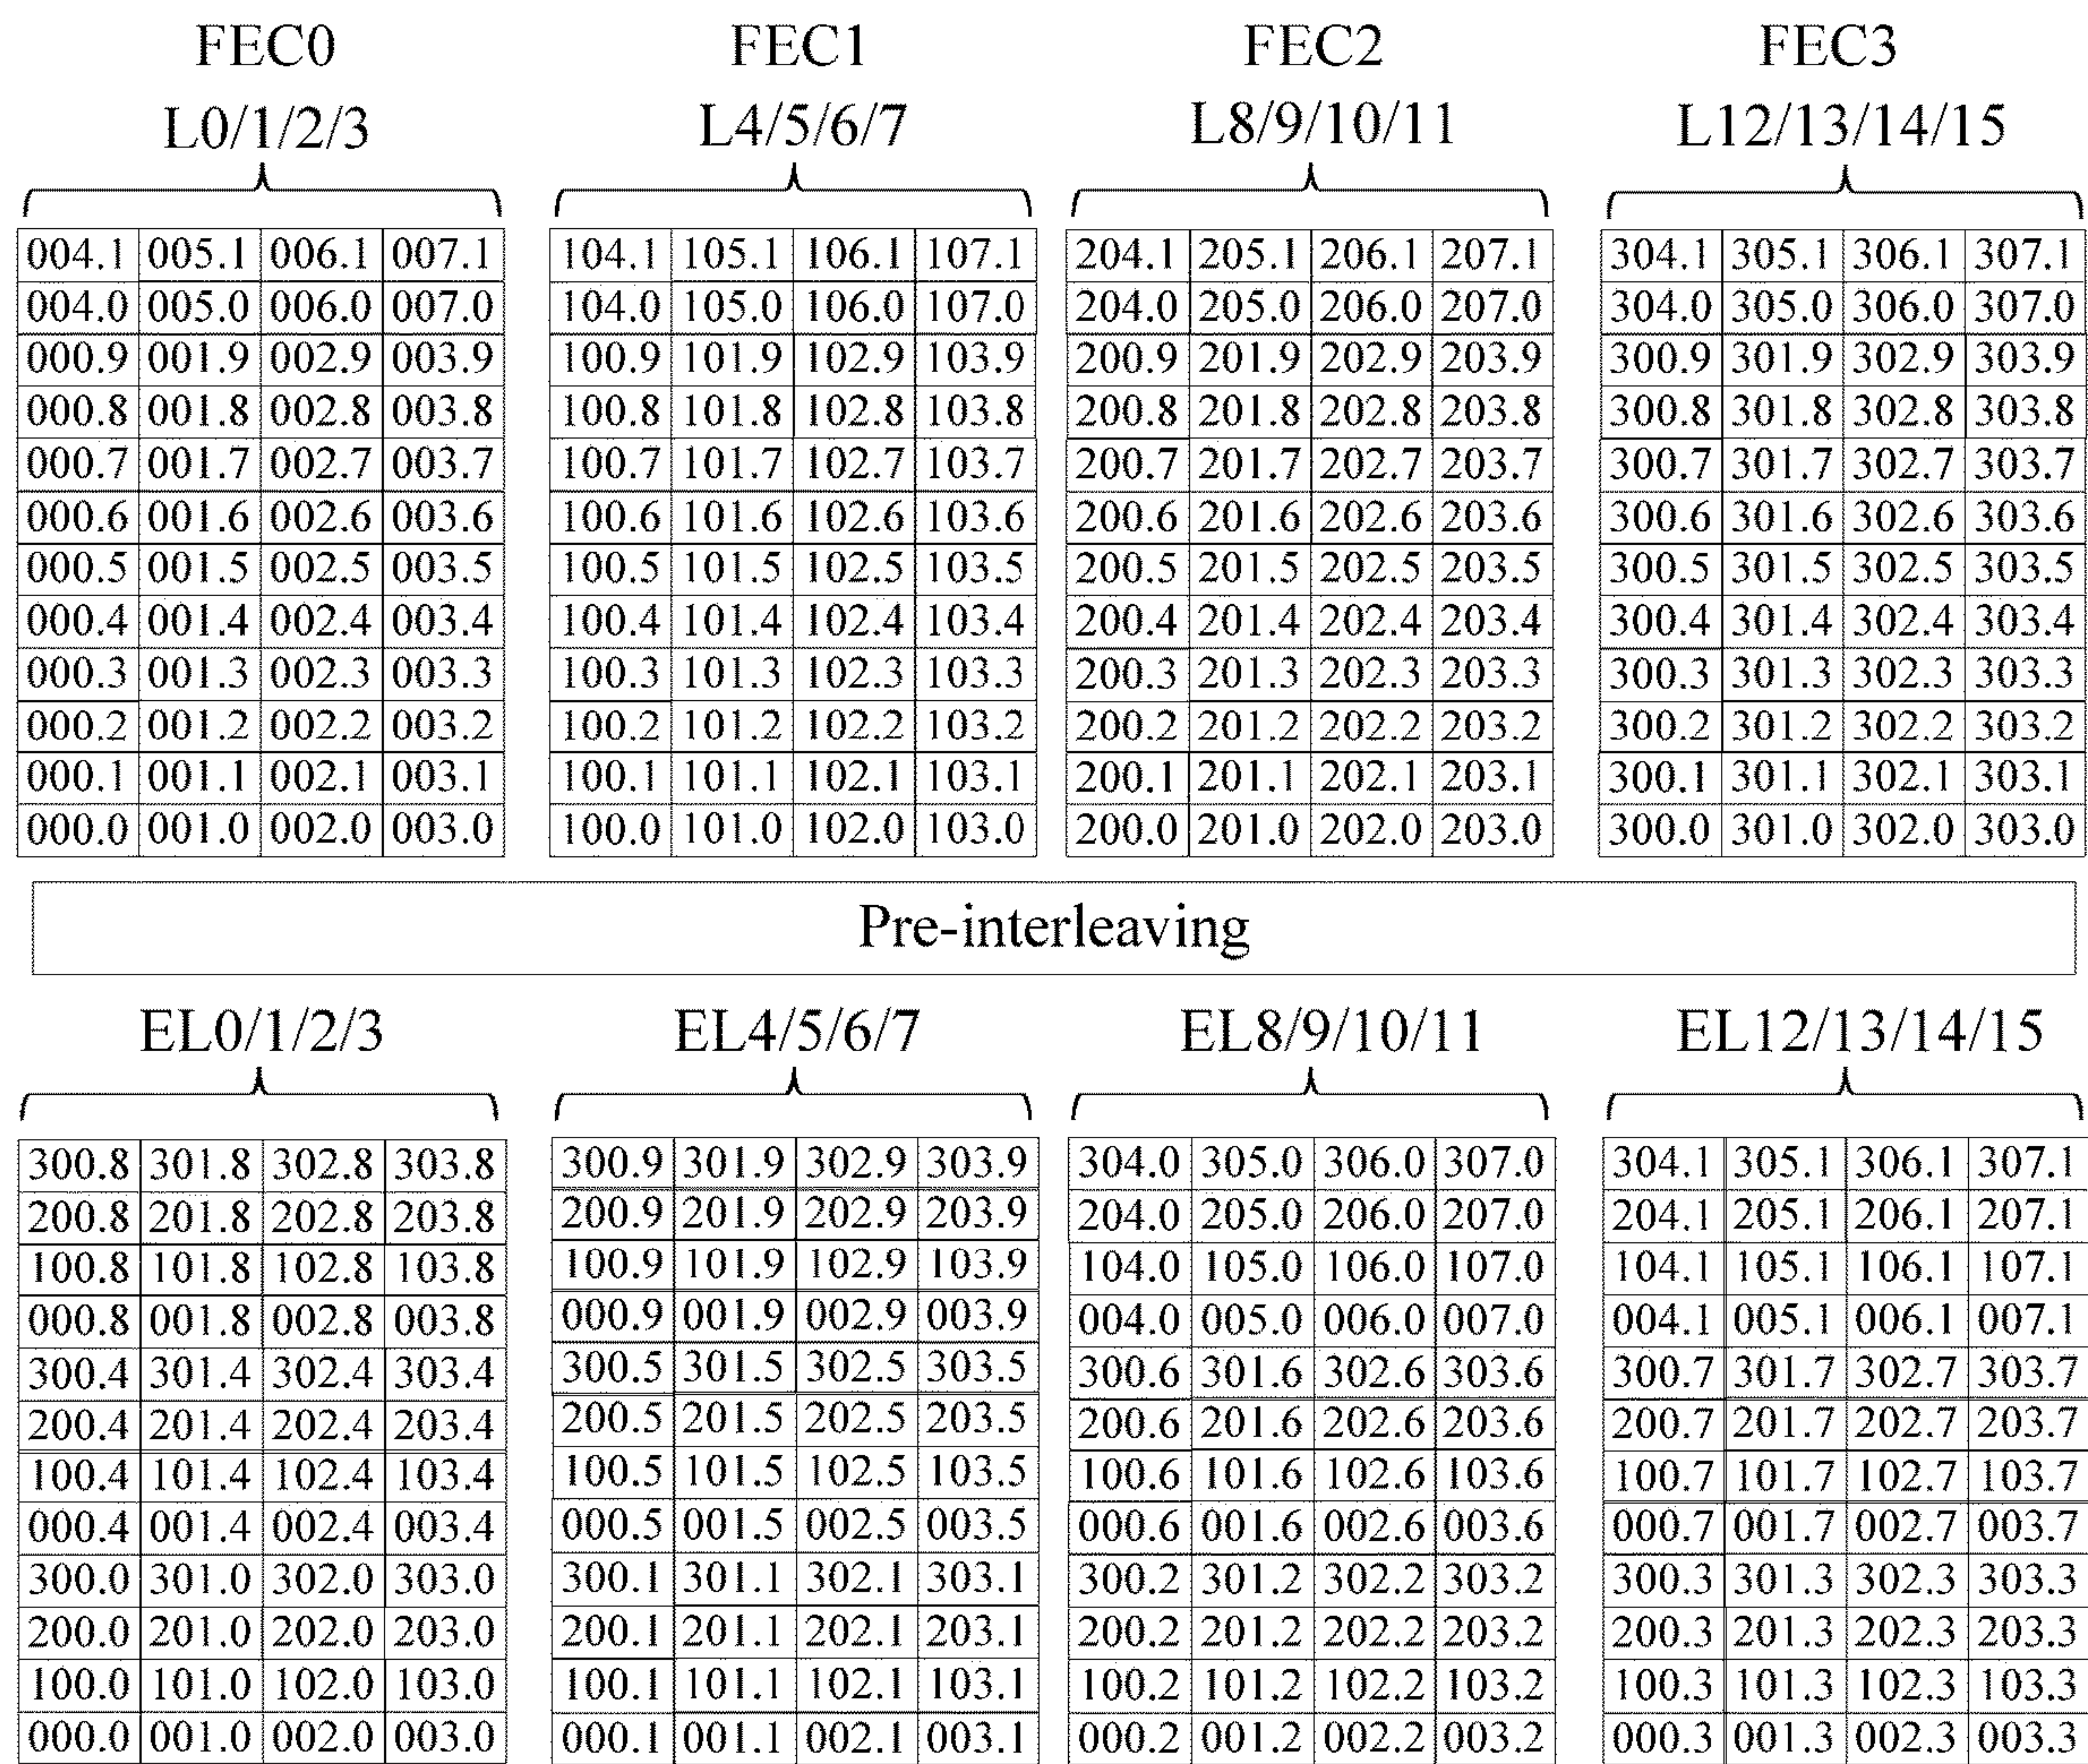 FEC0 FEC1 FEC2 FEC3
L0/1/2/3 L4/5/6/7 L8/9/10/11 L12/13/14/15
004.1 005.1 006.1 007.1 104.1 105.1 106.1 107.1 204.1 205.1 206.1 207.1 304.1 305.1 306.1 307.1
004.0 005.0 006.0 007.0 104.0 105.0 106.0 107.0 204.0 205.0 206.0 207.0 304.0 305.0 306.0 307.0
000.9 001.9 002.9 003.9 100.9 101.9 102.9 103.9 200.9 201.9 202.9 203.9 300.9 301.9 302.9 303.9
000.8 001.8 002.8 003.8 100.8 101.8 102.8 103.8 200.8 201.8 202.8 203.8 300.8 301.8 302.8 303.8
000.7 001.7 002.7 003.7 100.7 101.7 102.7 103.7 200.7 201.7 202.7 203.7 300.7 301.7 302.7 303.7
000.6 001.6 002.6 003.6 100.6 101.6 102.6 103.6 200.6 201.6 202.6 203.6 300.6 301.6 302.6 303.6
000.5 001.5 002.5 003.5 100.5 101.5 102.5 103.5 200.5 201.5 202.5 203.5 300.5 301.5 302.5 303.5
000.4 001.4 002.4 003.4 100.4 101.4 102.4 103.4 200.4 201.4 202.4 203.4 300.4 301.4 302.4 303.4
000.3 001.3 002.3 003.3 100.3 101.3 102.3 103.3 200.3 201.3 202.3 203.3 300.3 301.3 302.3 303.3
000.2 001.2 002.2 003.2 100.2 101.2 102.2 103.2 200.2 201.2 202.2 203.2 300.2 301.2 302.2 303.2
000.1 001.1 002.1 003.1 100.1 101.1 102.1 103.1 200.1 201.1 202.1 203.1 300.1 301.1 302.1 303.1
000.0 001.0 002.0 003.0 100.0 101.0 102.0 103.0 200.0 201.0 202.0 203.0 300.0 301.0 302.0 303.0
Pre-interleaving
EL0/1/2/3 EL4/5/6/7 EL8/9/10/11 EL12/13/14/15
300.8 301.8 302.8 303.8 300.9 301.9 302.9 303.9 304.0 305.0 306.0 307.0 304.1 305.1 306.1 307.1
200.8 201.8 202.8 203.8 200.9 201.9 202.9 203.9 204.0 205.0 206.0 207.0 204.1 205.1 206.1 207.1
100.8 101.8 102.8 103.8 100.9 101.9 102.9 103.9 104.0 105.0 106.0 107.0 104.1 105.1 106.1 107.1
000.8 001.8 002.8 003.8 000.9 001.9 002.9 003.9 004.0 005.0 006.0 007.0 004.1 005.1 006.1 007.1
300.4 301.4 302.4 303.4 300.5 301.5 302.5 303.5 300.6 301.6 302.6 303.6 300.7 301.7 302.7 303.7
200.4 201.4 202.4 203.4 200.5 201.5 202.5 203.5 200.6 201.6 202.6 203.6 200.7 201.7 202.7 203.7
100.4 101.4 102.4 103.4 100.5 101.5 102.5 103.5 100.6 101.6 102.6 103.6 100.7 101.7 102.7 103.7
000.4 001.4 002.4 003.4 000.5 001.5 002.5 003.5 000.6 001.6 002.6 003.6 000.7 001.7 002.7 003.7
300.0 301.0 302.0 303.0 300.1 301.1 302.1 303.1 300.2 301.2 302.2 303.2 300.3 301.3 302.3 303.3
200.0 201.0 202.0 203.0 200.1 201.1 202.1 203.1 200.2 201.2 202.2 203.2 200.3 201.3 202.3 203.3
100.0 101.0 102.0 103.0 100.1 101.1 102.1 103.1 100.2 101.2 102.2 103.2 100.3 101.3 102.3 103.3
000.0 001.0 002.0 003.0 000.1 001.1 002.1 003.1 000.2 001.2 002.2 003.2 000.3 001.3 002.3 003.3